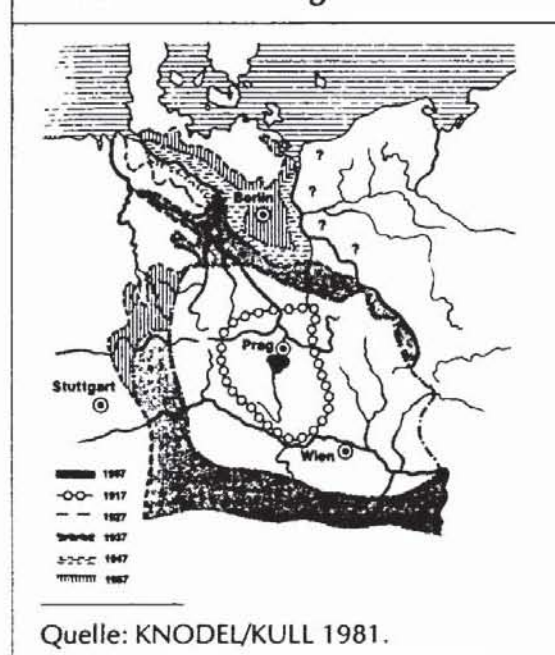 ?
?
Berlin
?
Prag
Stuttgart
Wien
1917
1927
1937
1947
Quelle: KNODEL/KULL 1981.